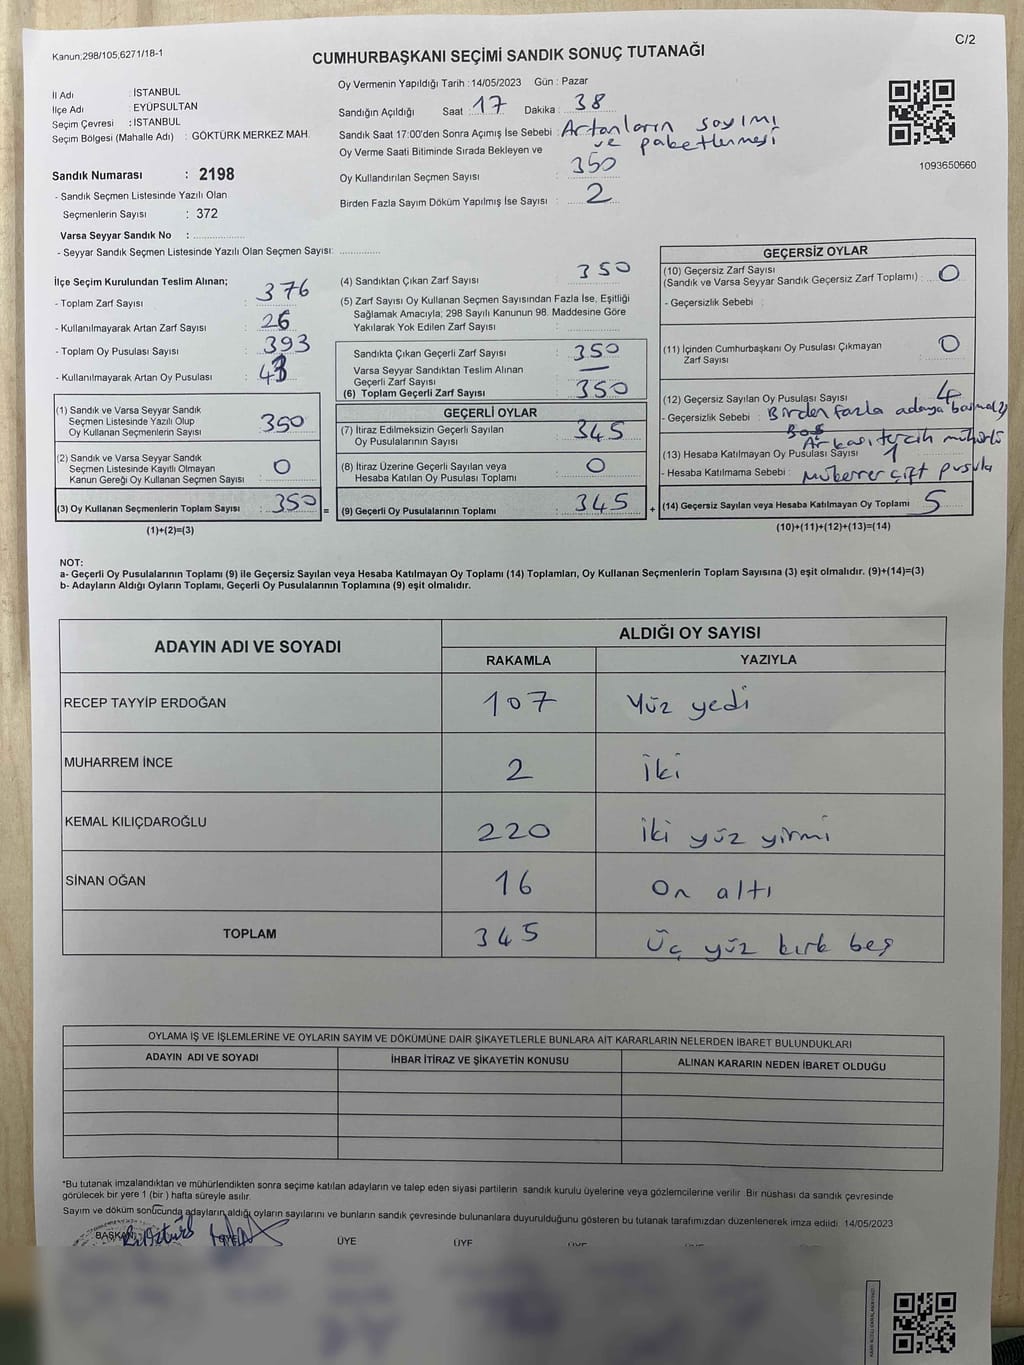 Kanun:298/105;6271/18-1
C/2
CUMHURBAŞKANI SEÇİMİ SANDIK SONUÇ TUTANAĞI
İl Adı : İSTANBUL
İlçe Adı : EYÜPSULTAN
Seçim Çevresi : İSTANBUL
Seçim Bölgesi (Mahalle Adı) : GÖKTÜRK MERKEZ MAH.
Sandık Numarası : 2198
- Sandık Seçmen Listesinde Yazılı Olan
Seçmenlerin Sayısı : 372
Varsa Seyyar Sandık No :
- Seyyar Sandık Seçmen Listesinde Yazılı Olan Seçmen Sayısı:
Oy Vermenin Yapıldığı Tarih : 14/05/2023 Gün : Pazar
Sandığın Açıldığı Saat : 17 Dakika : 38
Sandık Saat 17:00'den Sonra Açımış İse Sebebi : Artanların sayımı
ve paketlenmesi
Oy Verme Saati Bitiminde Sırada Bekleyen ve
Oy Kullandırılan Seçmen Sayısı : 350
Birden Fazla Sayım Döküm Yapılmış İse Sayısı : 2
1093650660
İlçe Seçim Kurulundan Teslim Alınan;
- Toplam Zarf Sayısı : 376
- Kullanılmayarak Artan Zarf Sayısı : 26
- Toplam Oy Pusulası Sayısı : 393
- Kullanılmayarak Artan Oy Pusulası : 43
(1) Sandık ve Varsa Seyyar Sandık
Seçmen Listesinde Yazılı Olup
Oy Kullanan Seçmenlerin Sayısı : 350
(2) Sandık ve Varsa Seyyar Sandık
Seçmen Listesinde Kayıtlı Olmayan
Kanun Gereği Oy Kullanan Seçmen Sayısı : 0
(3) Oy Kullanan Seçmenlerin Toplam Sayısı : 350
(1)+(2)=(3)
(4) Sandıktan Çıkan Zarf Sayısı : 350
(5) Zarf Sayısı Oy Kullanan Seçmen Sayısından Fazla İse, Eşitliği
Sağlamak Amacıyla; 298 Sayılı Kanunun 98. Maddesine Göre
Yakılarak Yok Edilen Zarf Sayısı :
Sandıkta Çıkan Geçerli Zarf Sayısı : 350
Varsa Seyyar Sandıktan Teslim Alınan
Geçerli Zarf Sayısı : —
(6) Toplam Geçerli Zarf Sayısı : 350
GEÇERLİ OYLAR
(7) İtiraz Edilmeksizin Geçerli Sayılan
Oy Pusulalarının Sayısı : 345
(8) İtiraz Üzerine Geçerli Sayılan veya
Hesaba Katılan Oy Pusulası Toplamı : 0
= (9) Geçerli Oy Pusulalarının Toplamı : 345 +
GEÇERSİZ OYLAR
(10) Geçersiz Zarf Sayısı
(Sandık ve Varsa Seyyar Sandık Geçersiz Zarf Toplamı) : 0
- Geçersizlik Sebebi :
(11) İçinden Cumhurbaşkanı Oy Pusulası Çıkmayan
Zarf Sayısı : 0
(12) Geçersiz Sayılan Oy Pusulası Sayısı : 4
- Geçersizlik Sebebi : Birden fazla adaya basma(2)
Boş
Arkası tercih mühürlü
(13) Hesaba Katılmayan Oy Pusulası Sayısı : 1
- Hesaba Katılmama Sebebi : Mükerrer çift pusula
(14) Geçersiz Sayılan veya Hesaba Katılmayan Oy Toplamı : 5
(10)+(11)+(12)+(13)=(14)
NOT:
a- Geçerli Oy Pusulalarının Toplamı (9) ile Geçersiz Sayılan veya Hesaba Katılmayan Oy Toplamı (14) Toplamları, Oy Kullanan Seçmenlerin Toplam Sayısına (3) eşit olmalıdır. (9)+(14)=(3)
b- Adayların Aldığı Oyların Toplamı, Geçerli Oy Pusulalarının Toplamına (9) eşit olmalıdır.
ADAYIN ADI VE SOYADI
ALDIĞI OY SAYISI
RAKAMLA YAZIYLA
RECEP TAYYİP ERDOĞAN 107 Yüz yedi
MUHARREM İNCE 2 İki
KEMAL KILIÇDAROĞLU 220 İki yüz yirmi
SİNAN OĞAN 16 On altı
TOPLAM 345 Üç yüz kırk beş
OYLAMA İŞ VE İŞLEMLERİNE VE OYLARIN SAYIM VE DÖKÜMÜNE DAİR ŞİKAYETLERLE BUNLARA AİT KARARLARIN NELERDEN İBARET BULUNDUKLARI
ADAYIN ADI VE SOYADI İHBAR İTİRAZ VE ŞİKAYETİN KONUSU ALINAN KARARIN NEDEN İBARET OLDUĞU
*Bu tutanak imzalandıktan ve mühürlendikten sonra seçime katılan adayların ve talep eden siyasi partilerin sandık kurulu üyelerine veya gözlemcilerine verilir. Bir nüshası da sandık çevresinde
görülecek bir yere 1 (bir ) hafta süreyle asılır.
Sayım ve döküm sonucunda adayların aldığı oyların sayılarını ve bunların sandık çevresinde bulunanlara duyurulduğunu gösteren bu tutanak tarafımızdan düzenlenerek imza edildi. 14/05/2023
BAŞKAN ÜYE ÜYE ÜYE